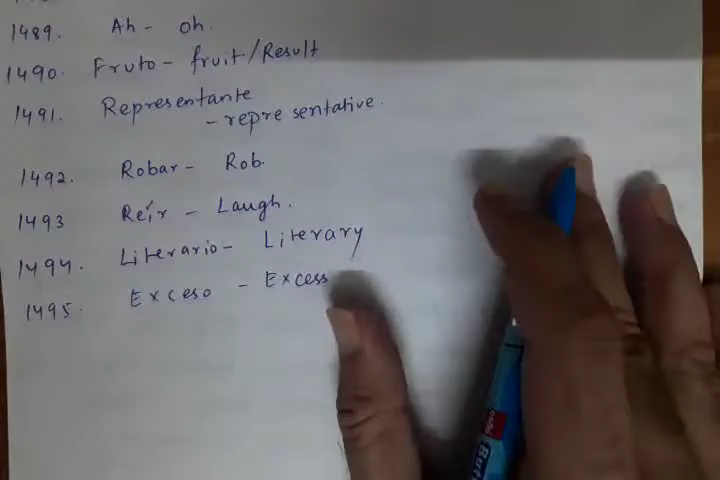 1489. Ah - oh.
1490. Fruto - fruit/Result
1491. Representante
- representative.
1492. Robar - Rob.
1493 Reír - Laugh.
1494. Literario - Literary
1495. Exceso - Excess